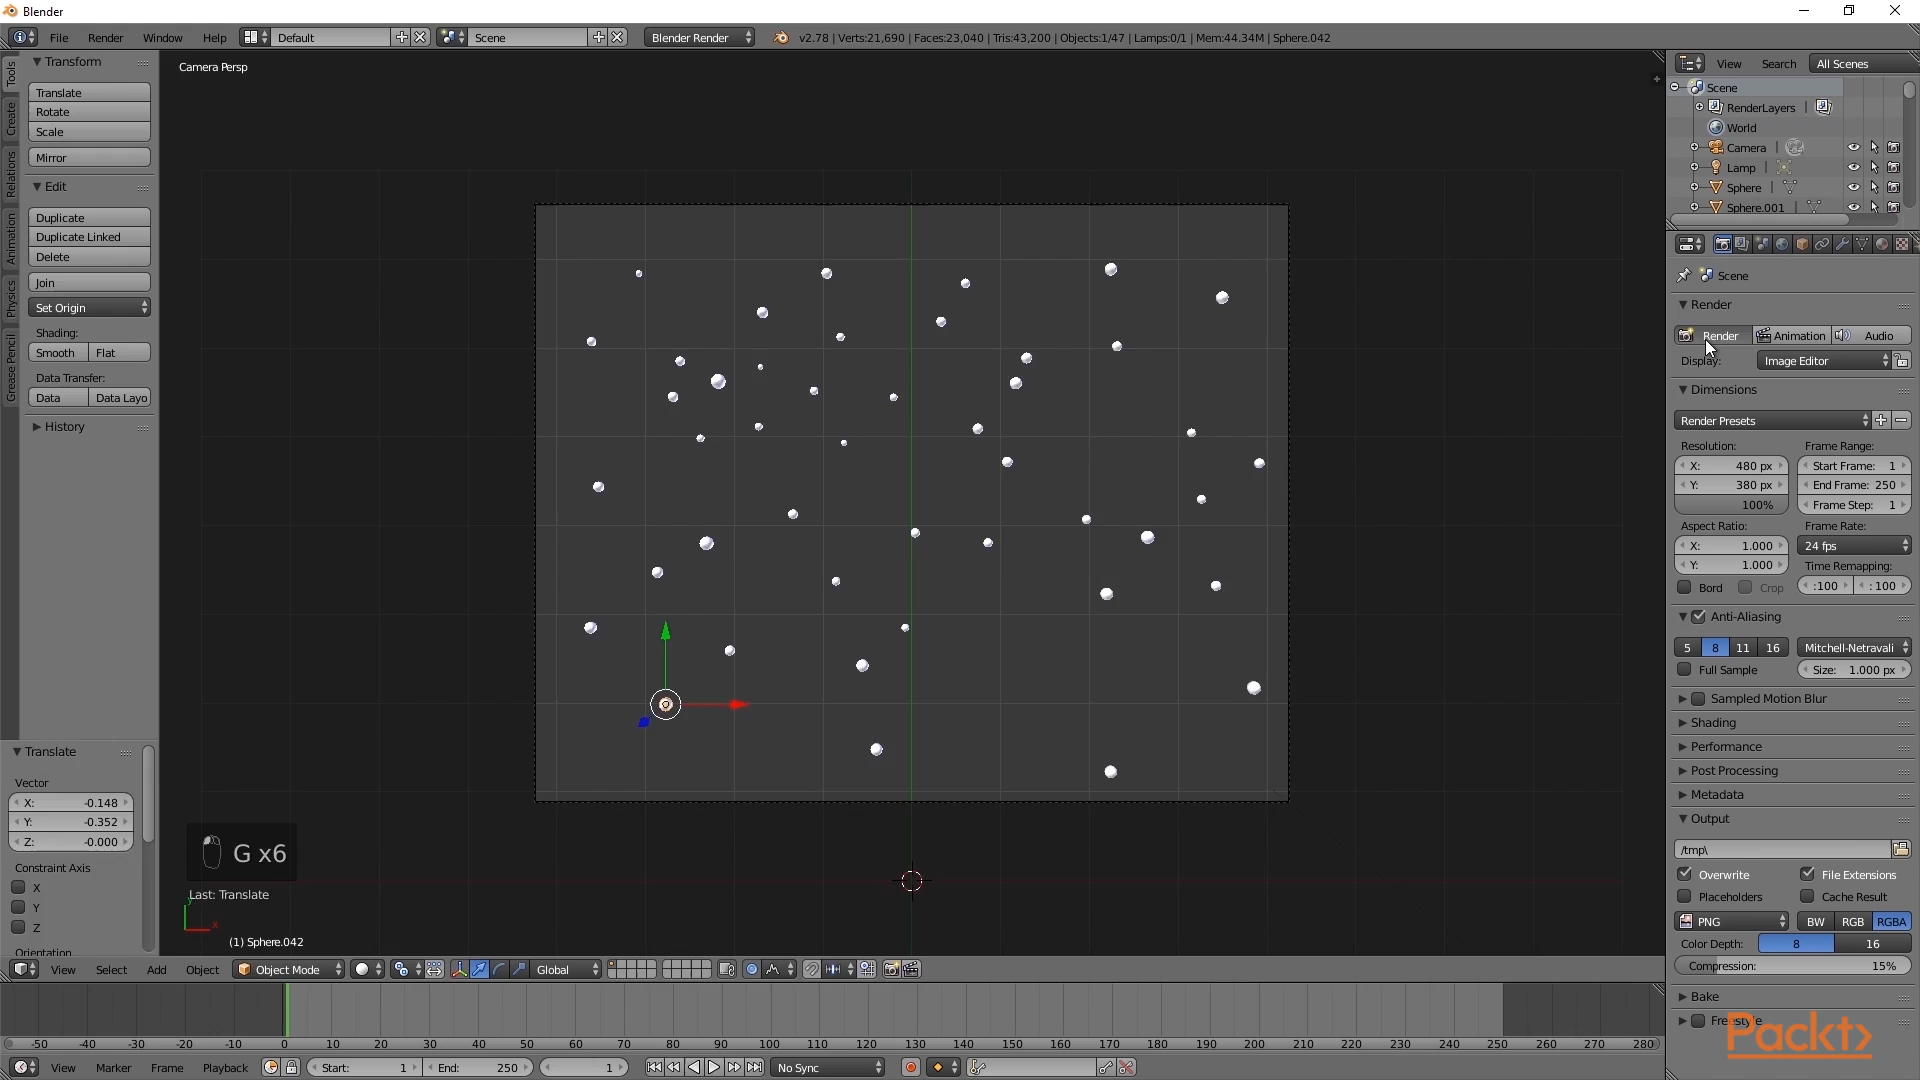 Blender
File Render Window Help Default Scene Blender Render v2.78 | Verts:21,690 | Faces:23,040 | Tris:43,200 | Objects:1/47 | Lamps:0/1 | Mem:44.34M | Sphere.042
Tools
Create
Relations
Animation
Physics
Grease Pencil
Transform
Translate
Rotate
Scale
Mirror
Edit
Duplicate
Duplicate Linked
Delete
Join
Set Origin
Shading:
Smooth Flat
Data Transfer:
Data Data Layo
History
Translate
Vector
X: -0.148
Y: -0.352
Z: -0.000
Constraint Axis
X
Y
Z
Orientation
Camera Persp
G x6
Last: Translate
x
(1) Sphere.042
View Select Add Object Object Mode Global
-50 -40 -30 -20 -10 0 10 20 30 40 50 60 70 80 90 100 110 120 130 140 150 160 170 180 190 200 210 220 230 240 250 260 270 280
View Marker Frame Playback Start: 1 End: 250 1 No Sync
View Search All Scenes
Scene
RenderLayers
World
Camera
Lamp
Sphere
Sphere.001
Scene
Render
Render Animation Audio
Display: Image Editor
Dimensions
Render Presets
Resolution: Frame Range:
X: 480 px Start Frame: 1
Y: 380 px End Frame: 250
100% Frame Step: 1
Aspect Ratio: Frame Rate:
X: 1.000 24 fps
Y: 1.000 Time Remapping:
Bord Crop :100 : 100
Anti-Aliasing
5 8 11 16 Mitchell-Netravali
Full Sample Size: 1.000 px
Sampled Motion Blur
Shading
Performance
Post Processing
Metadata
Output
/tmp\
Overwrite File Extensions
Placeholders Cache Result
PNG BW RGB RGBA
Color Depth: 8 16
Compression: 15%
Bake
Freestyle
Packt>